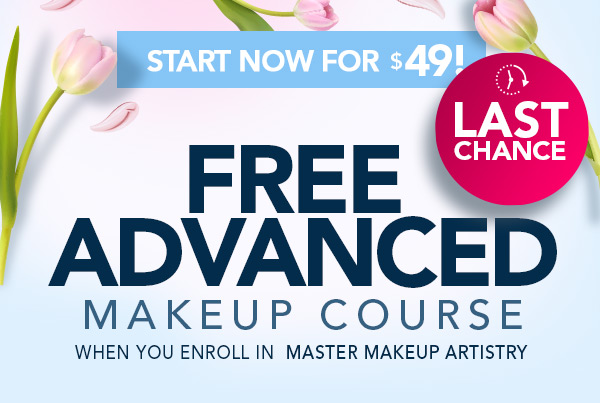 START NOW FOR $49!
LAST
CHANCE
FREE
ADVANCED
MAKEUP COURSE
WHEN YOU ENROLL IN MASTER MAKEUP ARTISTRY